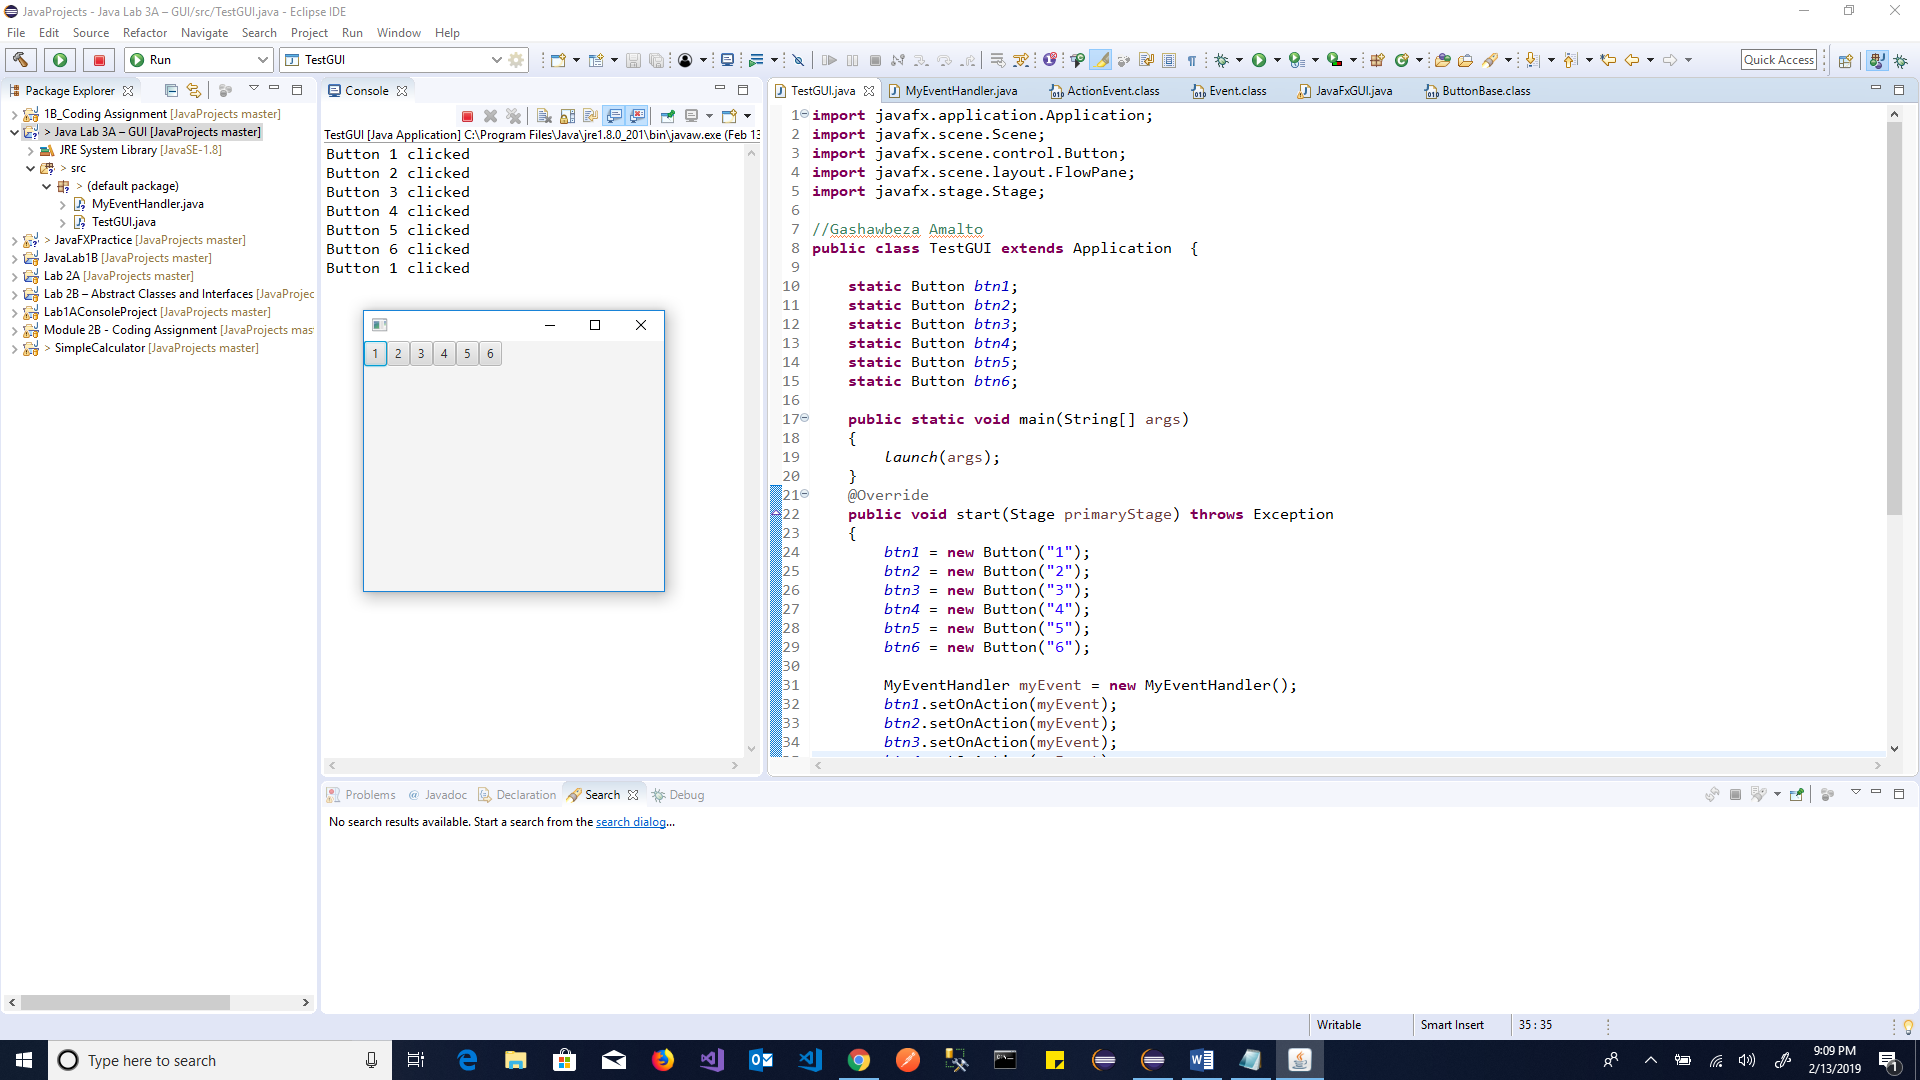 JavaProjects - Java Lab 3A – GUI/src/TestGUI.java - Eclipse IDE
File Edit Source Refactor Navigate Search Project Run Window Help
Run TestGUI Quick Access
Package Explorer
1B_Coding Assignment [JavaProjects master]
> Java Lab 3A – GUI [JavaProjects master]
JRE System Library [JavaSE-1.8]
> src
> (default package)
MyEventHandler.java
TestGUI.java
> JavaFXPractice [JavaProjects master]
JavaLab1B [JavaProjects master]
Lab 2A [JavaProjects master]
Lab 2B – Abstract Classes and Interfaces [JavaProjec
Lab1AConsoleProject [JavaProjects master]
Module 2B - Coding Assignment [JavaProjects mas
> SimpleCalculator [JavaProjects master]
Console
TestGUI [Java Application] C:\Program Files\Java\jre1.8.0_201\bin\javaw.exe (Feb 13
Button 1 clicked
Button 2 clicked
Button 3 clicked
Button 4 clicked
Button 5 clicked
Button 6 clicked
Button 1 clicked
1 2 3 4 5 6
TestGUI.java MyEventHandler.java ActionEvent.class Event.class JavaFxGUI.java ButtonBase.class
1 import javafx.application.Application;
2 import javafx.scene.Scene;
3 import javafx.scene.control.Button;
4 import javafx.scene.layout.FlowPane;
5 import javafx.stage.Stage;
6
7 //Gashawbeza Amalto
8 public class TestGUI extends Application {
9
10 static Button btn1;
11 static Button btn2;
12 static Button btn3;
13 static Button btn4;
14 static Button btn5;
15 static Button btn6;
16
17 public static void main(String[] args)
18 {
19 launch(args);
20 }
21 @Override
22 public void start(Stage primaryStage) throws Exception
23 {
24 btn1 = new Button("1");
25 btn2 = new Button("2");
26 btn3 = new Button("3");
27 btn4 = new Button("4");
28 btn5 = new Button("5");
29 btn6 = new Button("6");
30
31 MyEventHandler myEvent = new MyEventHandler();
32 btn1.setOnAction(myEvent);
33 btn2.setOnAction(myEvent);
34 btn3.setOnAction(myEvent);
Problems Javadoc Declaration Search Debug
No search results available. Start a search from the search dialog...
Writable Smart Insert 35 : 35
Type here to search
9:09 PM
2/13/2019
1